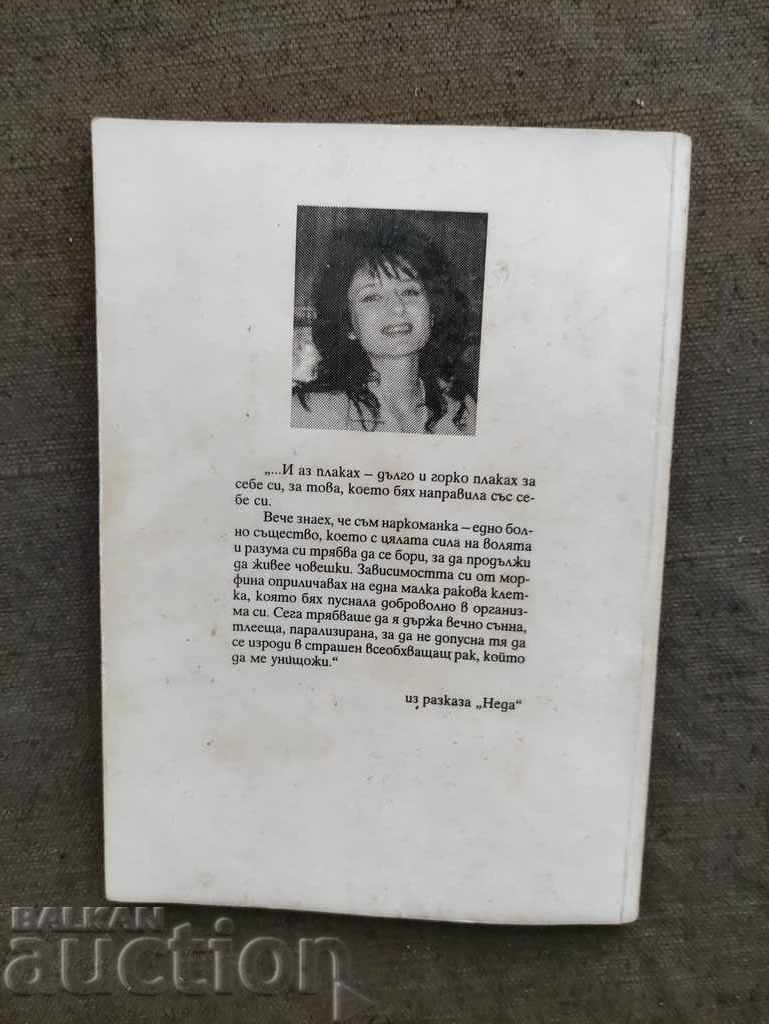 „...И аз плаках – дълго и горко плаках за
себе си, за това, което бях направила със се-
бе си.
Вече знаех, че съм наркоманка – едно бол-
но същество, което с цялата сила на волята
и разума си трябва да се бори, за да продължи
да живее човешки. Зависимостта си от мор-
фина оприличавах на една малка ракова клет-
ка, която бях пуснала доброволно в организ-
ма си. Сега трябваше да я държа вечно сънна,
тлееща, парализирана, за да не допусна тя да
се изроди в страшен всеобхващащ рак, който
да ме унищожи.“
из разказа „Неда“
BALKAN
auction